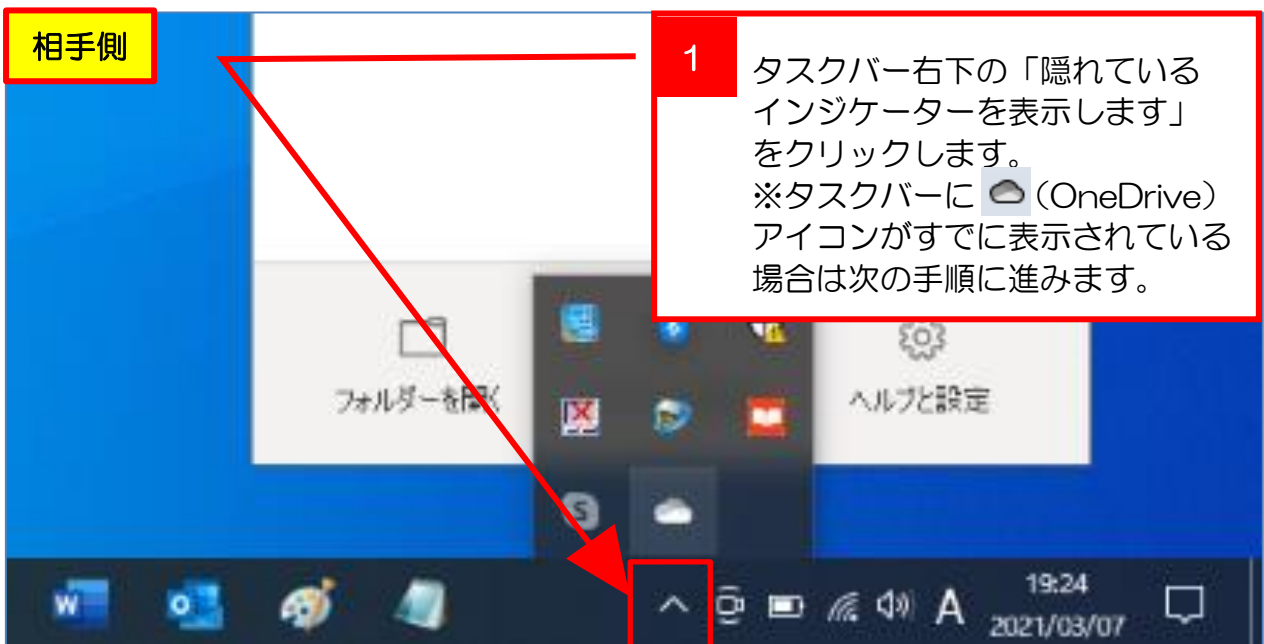 相手側
1
タスクバー右下の「隠れている
インジケーターを表示します」
をクリックします。
※タスクバーに (OneDrive)
アイコンがすでに表示されている
場合は次の手順に進みます。
フォルダーを開く
ヘルプと設定
S
W
o
A
19:24
2021/03/07